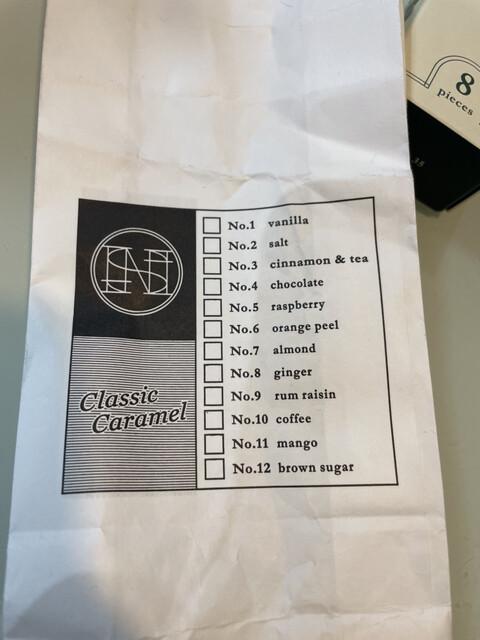 8
pieces
NS
Classic
Caramel
No.1 vanilla
No.2 salt
No.3 cinnamon & tea
No.4 chocolate
No.5 raspberry
No.6 orange peel
No.7 almond
No.8 ginger
No.9 rum raisin
No.10 coffee
No.11 mango
No.12 brown sugar